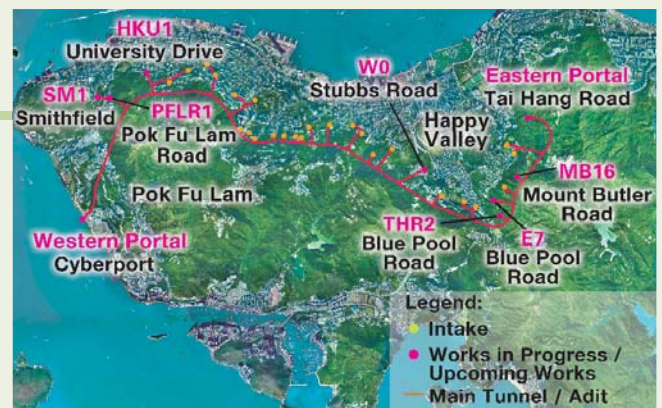 HKU1
University Drive
SM1
Smithfield
PFLR1
Pok Fu Lam
Road
W0
Stubbs Road
Eastern Portal
Tai Hang Road
Happy
Valley
Pok Fu Lam
MB16
Mount Butler
Road
Western Portal
Cyberport
THR2
Blue Pool
Road
E7
Blue Pool
Road
Legend:
Intake
Works in Progress /
Upcoming Works
Main Tunnel / Adit